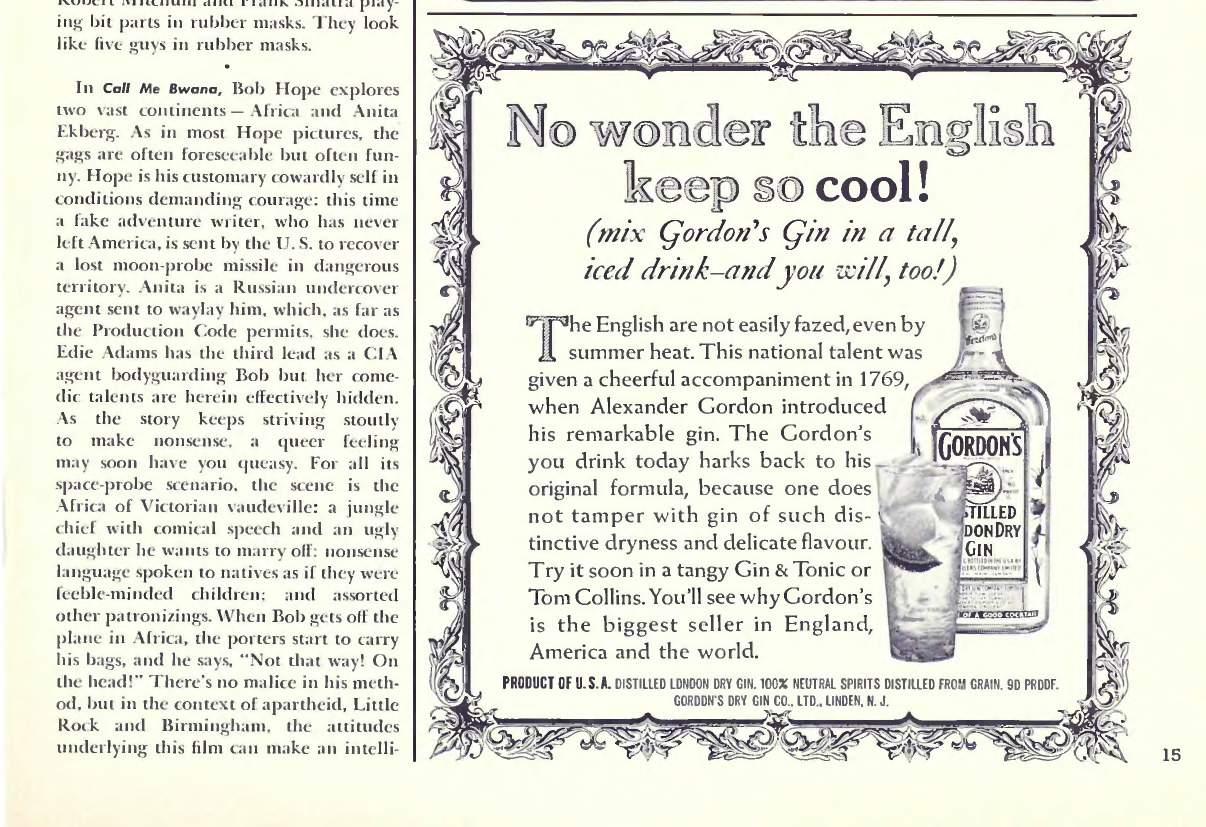 Robert Mitchum and Frank Sinatra play-
ing bit parts in rubber masks. They look
like five guys in rubber masks.
•
In Call Me Bwana, Bob Hope explores
two vast continents — Africa and Anita
Ekberg. As in most Hope pictures, the
gags are often foreseeable but often fun-
ny. Hope is his customary cowardly self in
conditions demanding courage: this time
a fake adventure writer, who has never
left America, is sent by the U. S. to recover
a lost moon-probe missile in dangerous
territory. Anita is a Russian undercover
agent sent to waylay him, which, as far as
the Production Code permits, she does.
Edie Adams has the third lead as a CIA
agent bodyguarding Bob but her come-
dic talents are herein effectively hidden.
As the story keeps striving stoutly
to make nonsense, a queer feeling
may soon have you queasy. For all its
space-probe scenario, the scene is the
Africa of Victorian vaudeville: a jungle
chief with comical speech and an ugly
daughter he wants to marry off; nonsense
language spoken to natives as if they were
feeble-minded children; and assorted
other patronizings. When Bob gets off the
plane in Africa, the porters start to carry
his bags, and he says, "Not that way! On
the head!" There's no malice in his meth-
od, but in the context of apartheid, Little
Rock and Birmingham, the attitudes
underlying this film can make an intelli-
No wonder the English
keep so cool!
(mix Gordon's Gin in a tall,
iced drink–and you will, too!)
The English are not easily fazed, even by
summer heat. This national talent was
given a cheerful accompaniment in 1769,
when Alexander Gordon introduced
his remarkable gin. The Gordon's
you drink today harks back to his
original formula, because one does
not tamper with gin of such dis-
tinctive dryness and delicate flavour.
Try it soon in a tangy Gin & Tonic or
Tom Collins. You'll see why Gordon's
is the biggest seller in England,
America and the world.
GORDON'S
TILLED
DON DRY
GIN
OF A GOOD COCKTAIL
PRODUCT OF U.S.A. DISTILLED LONDON DRY GIN. 100% NEUTRAL SPIRITS DISTILLED FROM GRAIN. 90 PROOF.
GORDON'S DRY GIN CO., LTD., LINDEN, N. J.
15